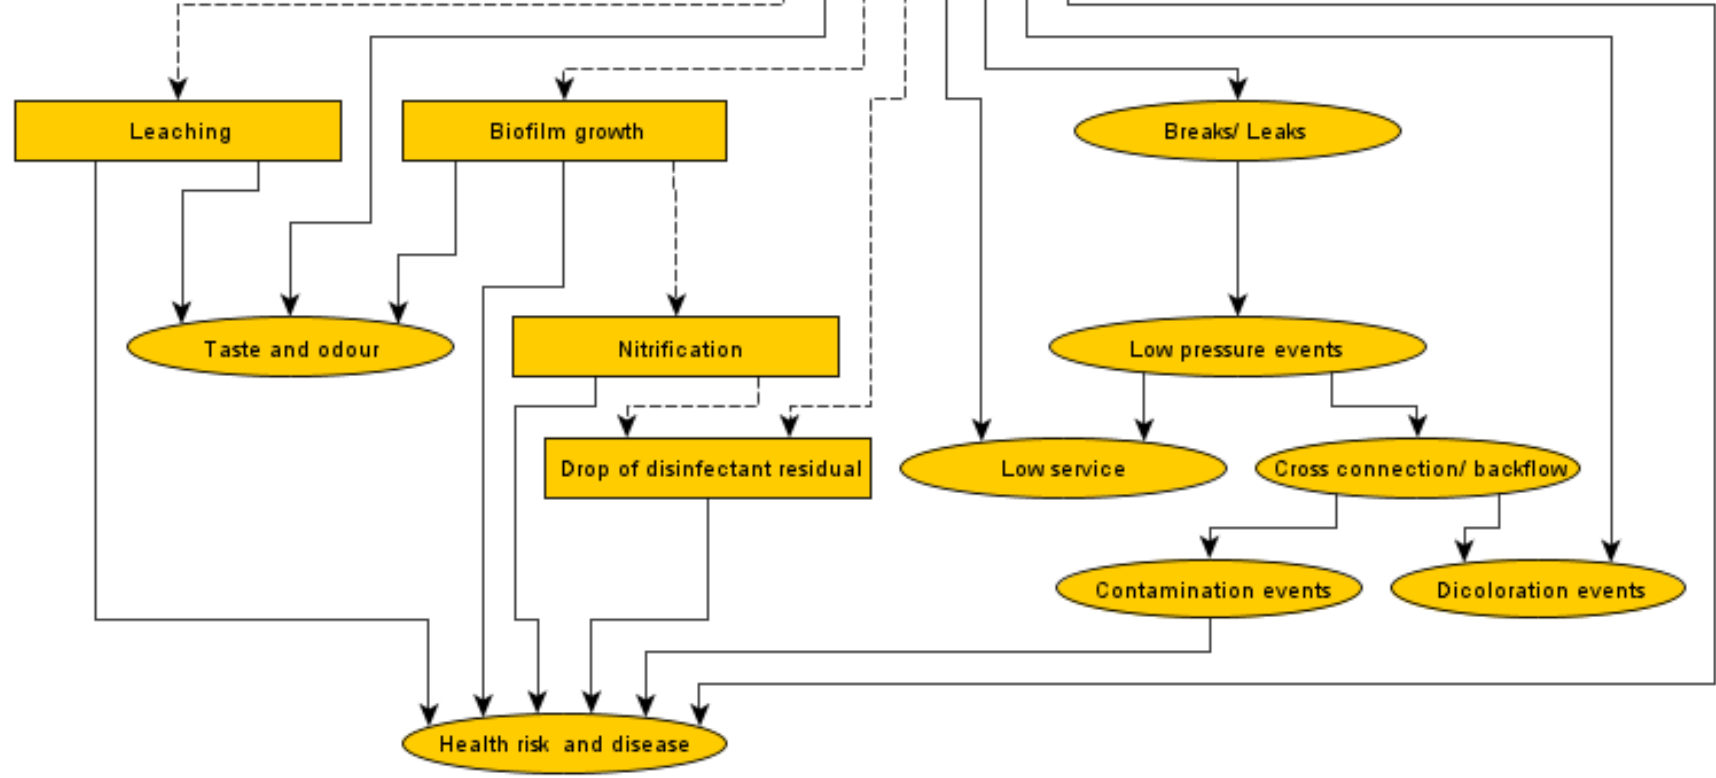 Leaching
Biofilm growth
Breaks/ Leaks
Taste and odour
Nitrification
Low pressure events
Drop of disinfectant residual
Low service
Cross connection/ backflow
Contamination events
Dicoloration events
Health risk and disease